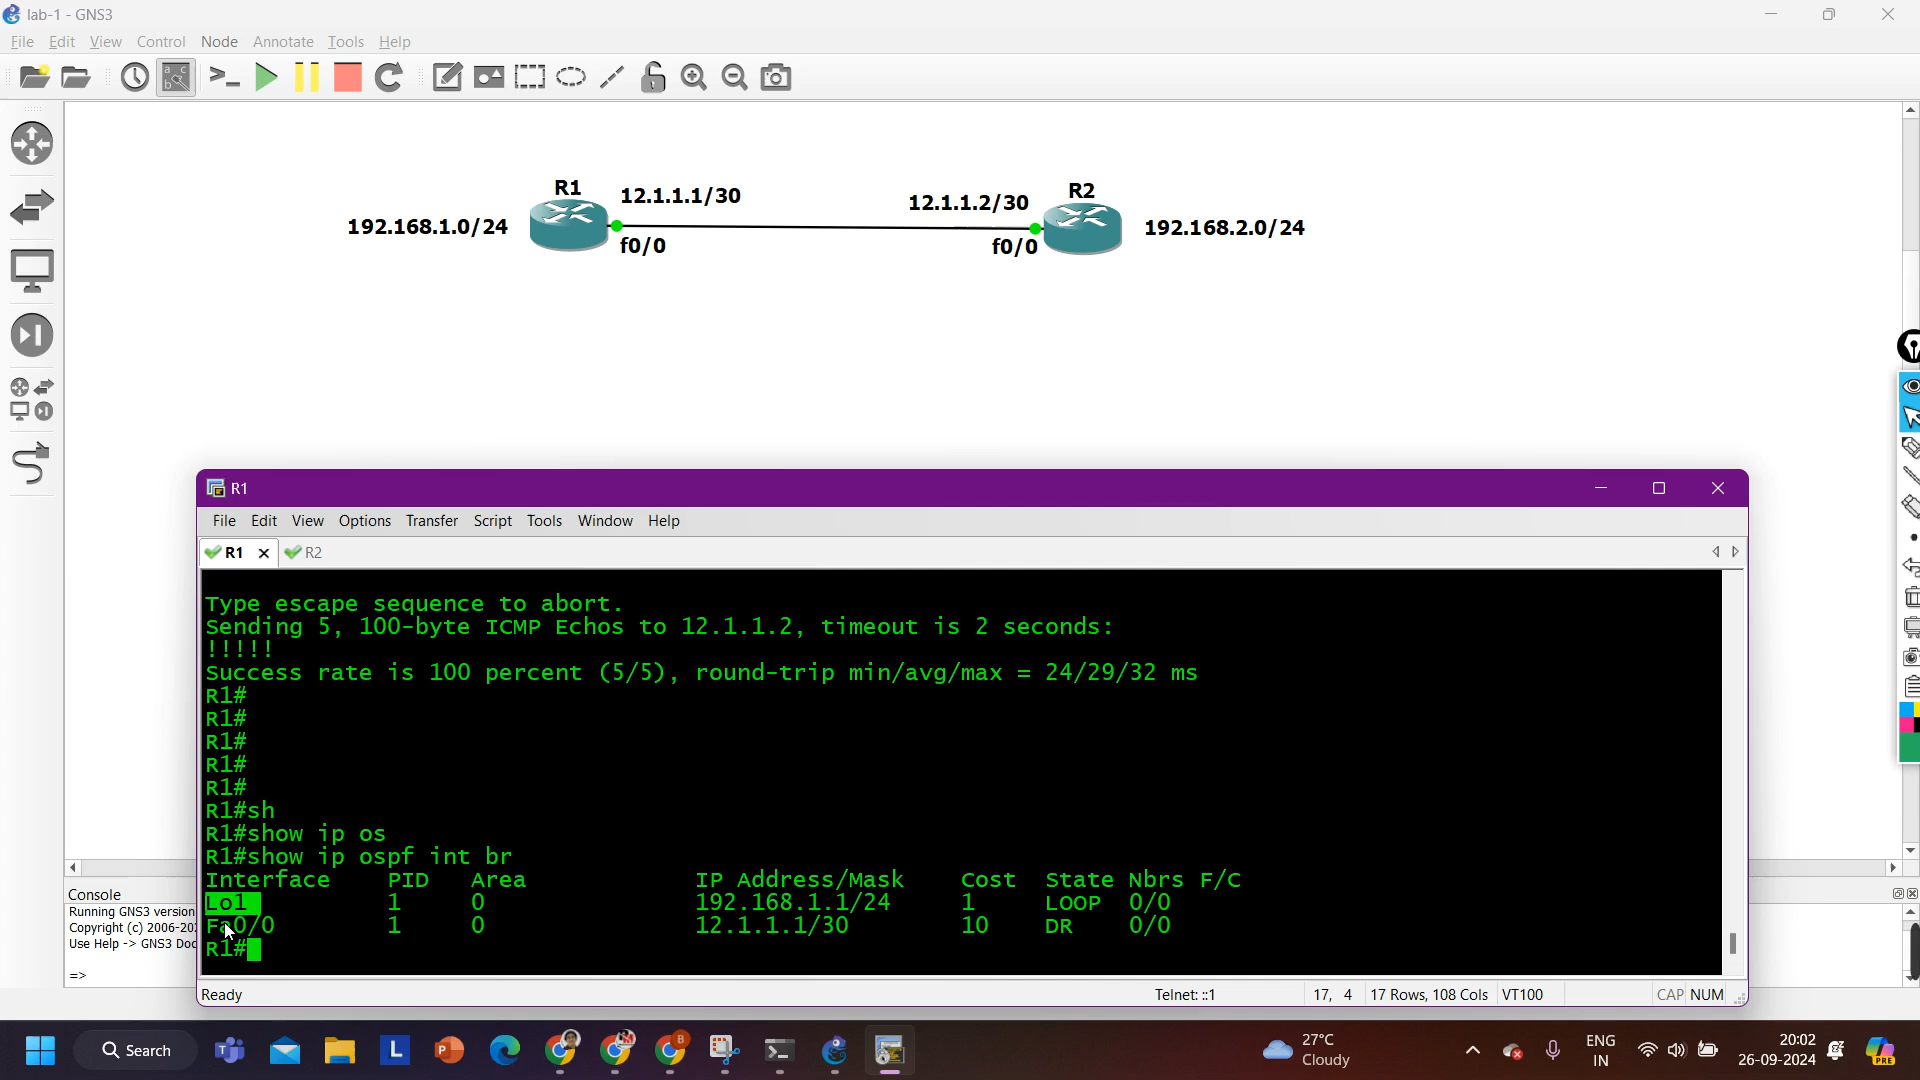 lab-1 - GNS3
File Edit View Control Node Annotate Tools Help
R1
12.1.1.1/30
R2
12.1.1.2/30
192.168.1.0/24
192.168.2.0/24
f0/0
f0/0
R1
File Edit View Options Transfer Script Tools Window Help
R1
R2
Type escape sequence to abort.
Sending 5, 100-byte ICMP Echos to 12.1.1.2, timeout is 2 seconds:
!!!!!
Success rate is 100 percent (5/5), round-trip min/avg/max = 24/29/32 ms
R1#
R1#
R1#
R1#
R1#
R1#sh
R1#show ip os
R1#show ip ospf int br
Interface PID Area IP Address/Mask Cost State Nbrs F/C
Lo1 1 0 192.168.1.1/24 1 LOOP 0/0
Fa0/0 1 0 12.1.1.1/30 10 DR 0/0
R1#
Console
Running GNS3 version
Copyright (c) 2006-20
Use Help -> GNS3 Doc
=>
Ready
Telnet: ::1
17, 4
17 Rows, 108 Cols
VT100
CAP NUM
Search
27°C
Cloudy
ENG
IN
20:02
26-09-2024
PRE